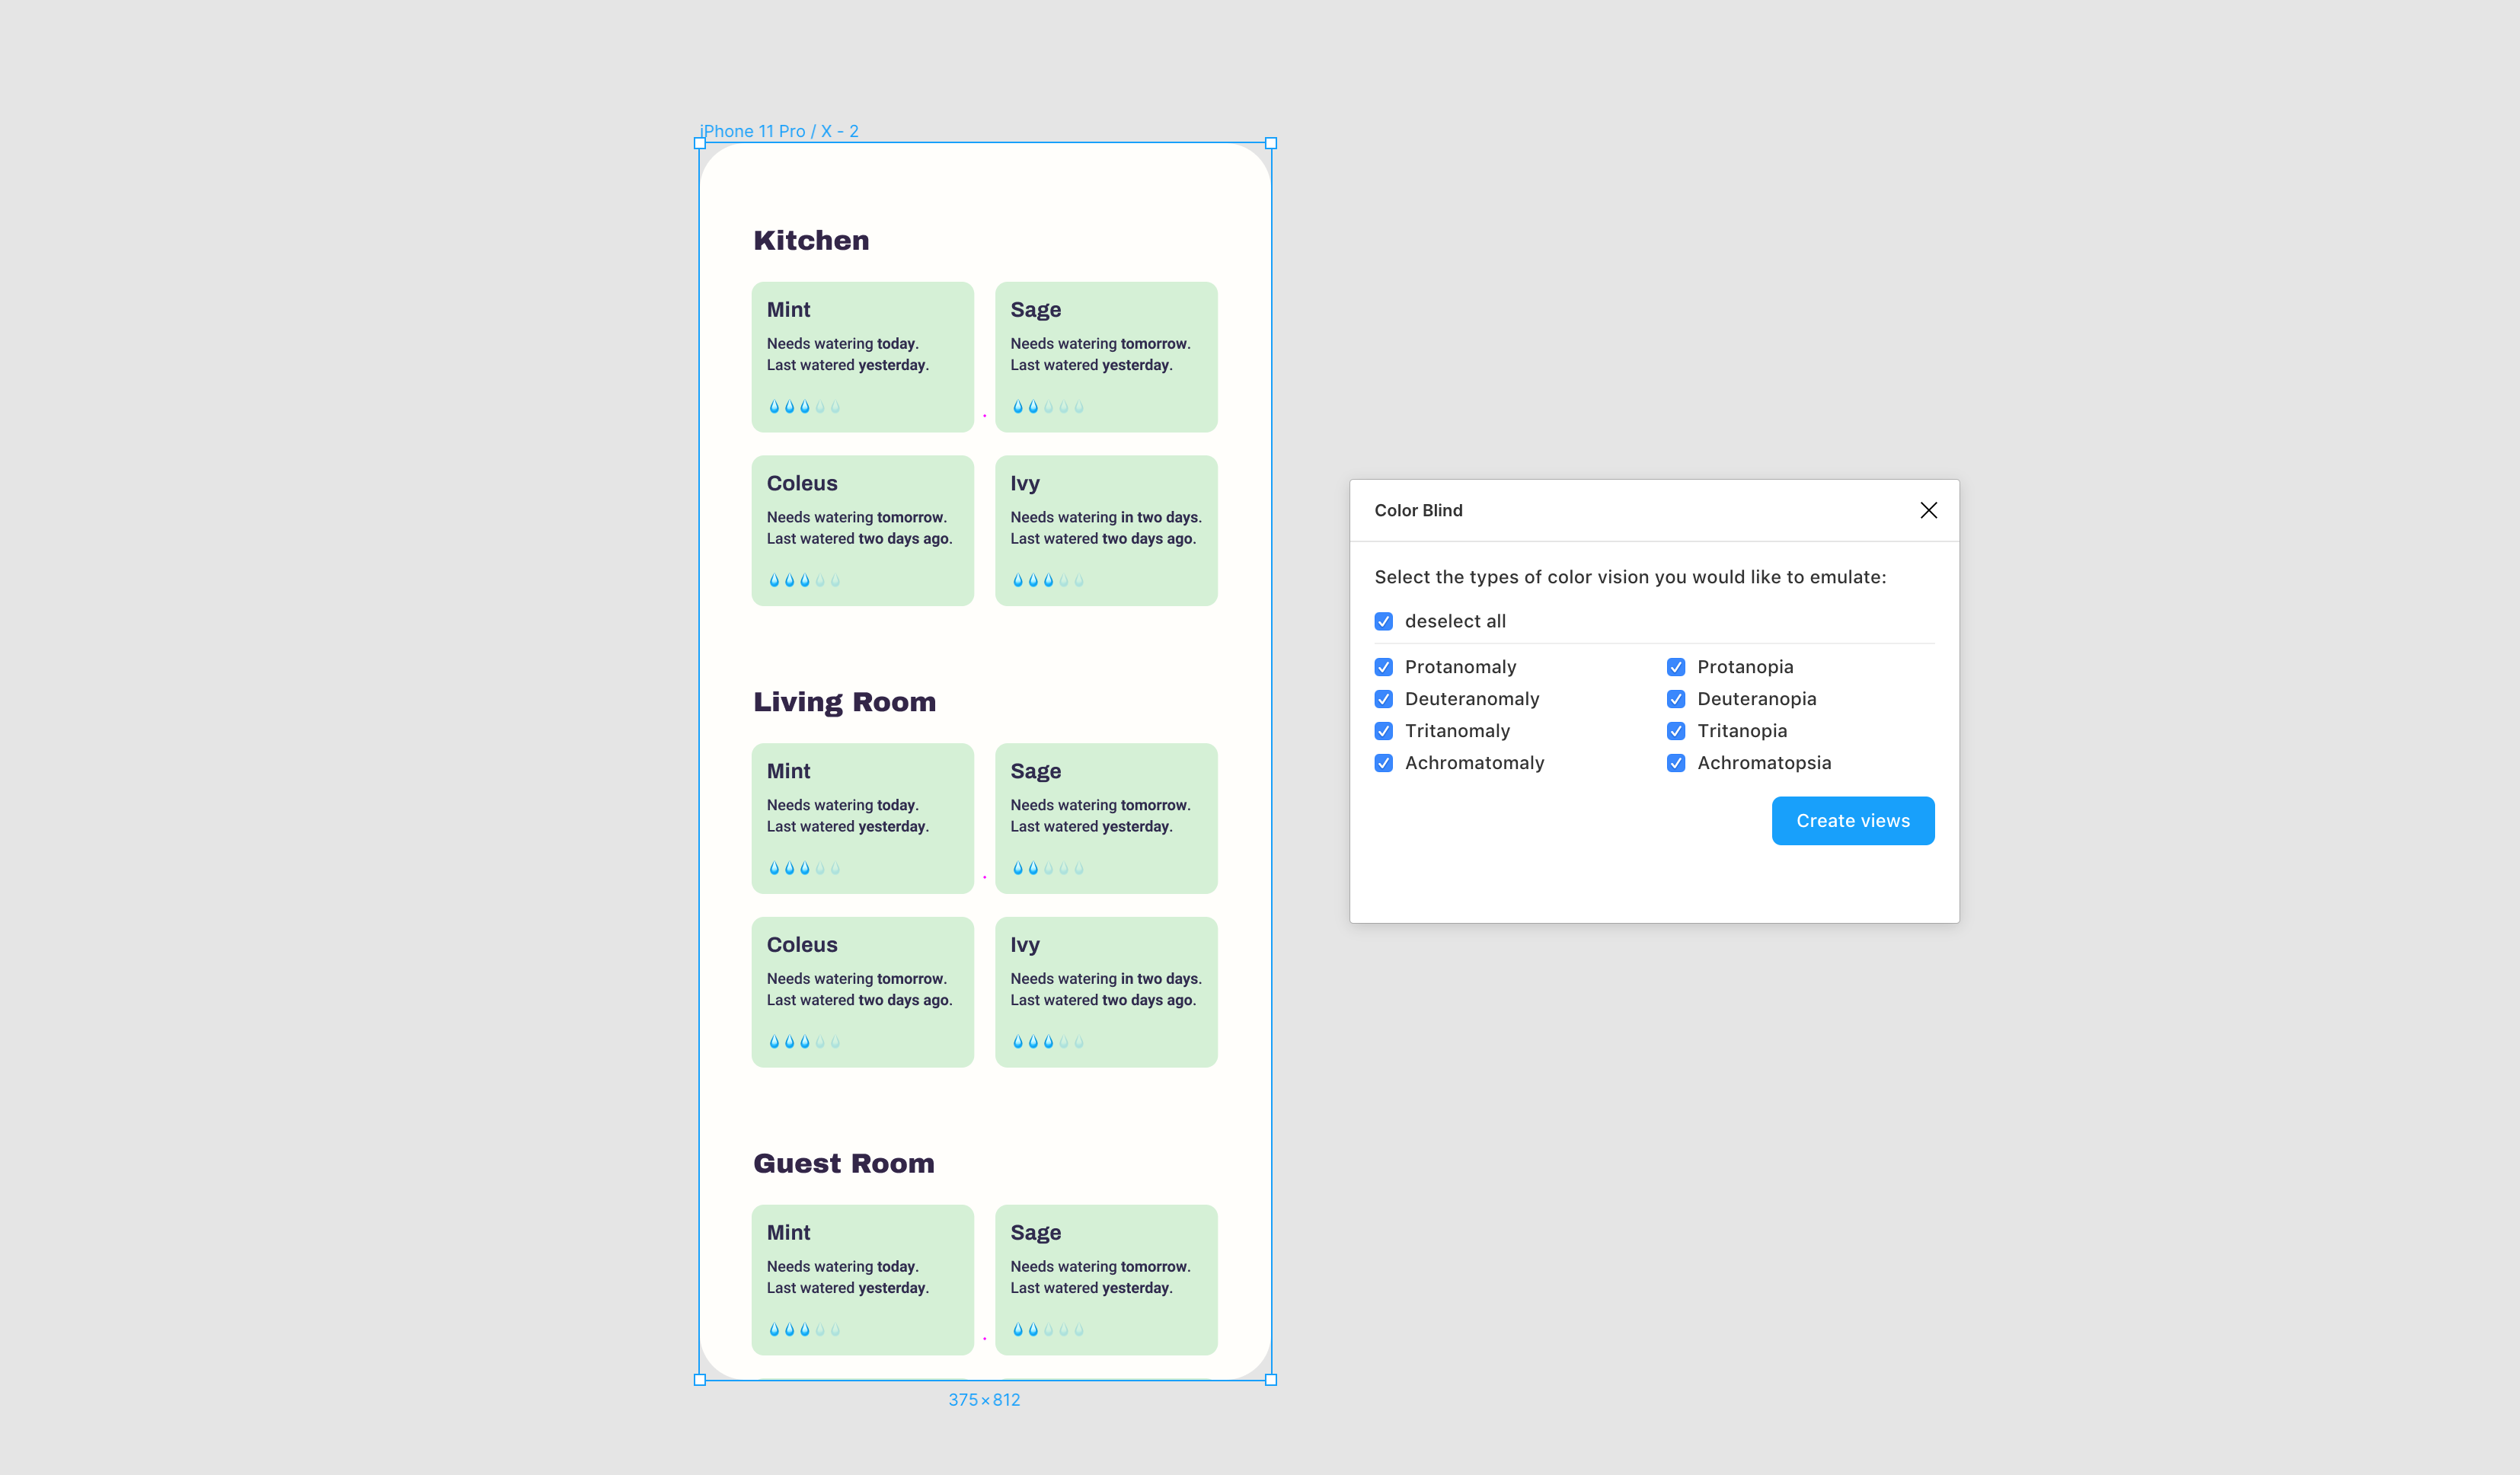 iPhone 11 Pro / X - 2
Kitchen
Mint
Needs watering today.
Last watered yesterday.
Sage
Needs watering tomorrow.
Last watered yesterday.
Coleus
Needs watering tomorrow.
Last watered two days ago.
Ivy
Needs watering in two days.
Last watered two days ago.
Living Room
Mint
Needs watering today.
Last watered yesterday.
Sage
Needs watering tomorrow.
Last watered yesterday.
Coleus
Needs watering tomorrow.
Last watered two days ago.
Ivy
Needs watering in two days.
Last watered two days ago.
Guest Room
Mint
Needs watering today.
Last watered yesterday.
Sage
Needs watering tomorrow.
Last watered yesterday.
375×812
Color Blind
Select the types of color vision you would like to emulate:
deselect all
Protanomaly
Protanopia
Deuteranomaly
Deuteranopia
Tritanomaly
Tritanopia
Achromatomaly
Achromatopsia
Create views